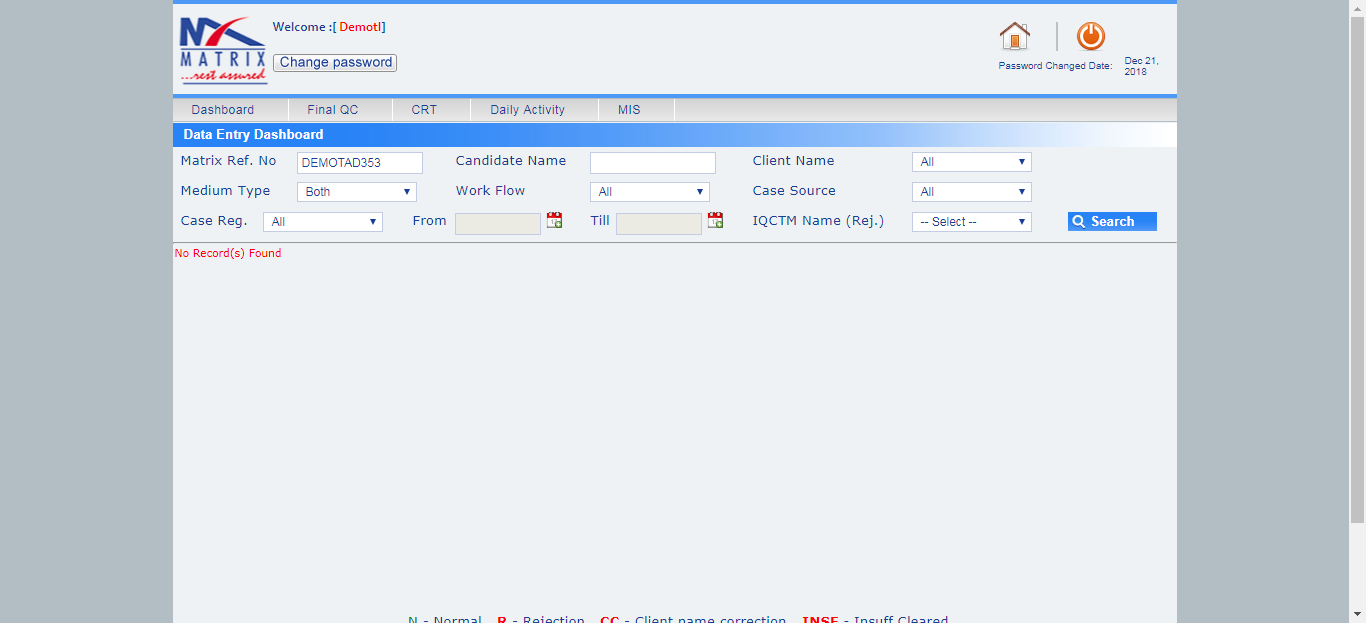 MATRIX
...rest assured
Welcome :[ Demotl]
Change password
Password Changed Date: Dec 21, 2018
Dashboard Final QC CRT Daily Activity MIS
Data Entry Dashboard
Matrix Ref. No DEMOTAD353 Candidate Name Client Name All
Medium Type Both Work Flow All Case Source All
Case Reg. All From Till IQCTM Name (Rej.) -- Select -- Search
No Record(s) Found
N - Normal R - Rejection CC - Client name correction INSF - Insuff Cleared